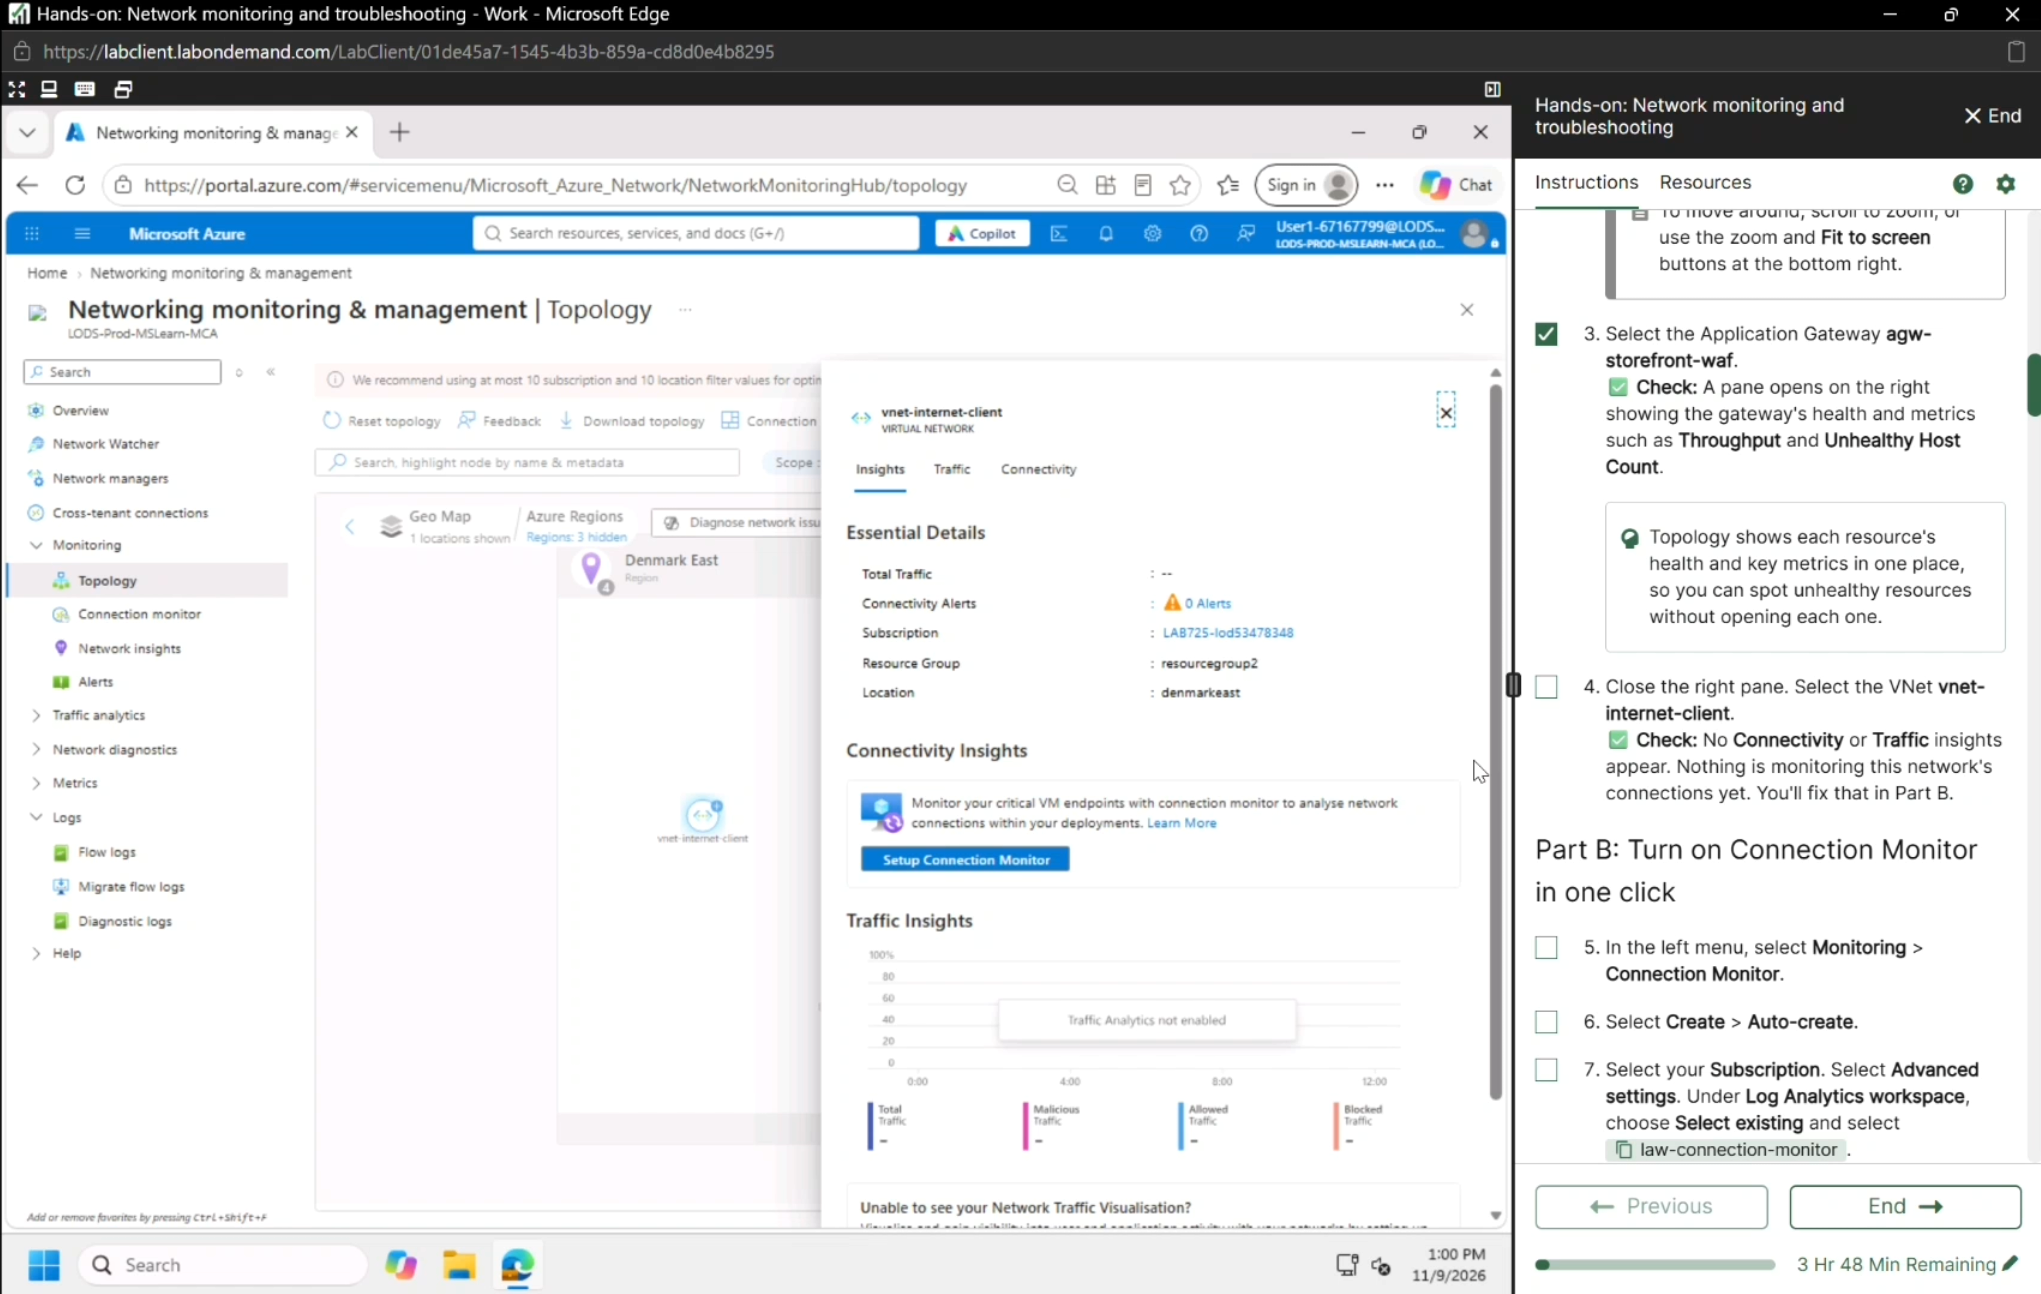 Hands-on: Network monitoring and troubleshooting - Work - Microsoft Edge
https://labclient.labondemand.com/LabClient/01de45a7-1545-4b3b-859a-cd8d0e4b8295
Networking monitoring & manage
https://portal.azure.com/#servicemenu/Microsoft_Azure_Network/NetworkMonitoringHub/topology
Sign in
Chat
Microsoft Azure
Search resources, services, and docs (G+/)
Copilot
User1-67167799@LODS...
LODS-PROD-MSLEARN-MCA (LO...
Home > Networking monitoring & management
Networking monitoring & management | Topology
LODS-Prod-MSLearn-MCA
Search
Overview
Network Watcher
Network managers
Cross-tenant connections
Monitoring
Topology
Connection monitor
Network insights
Alerts
Traffic analytics
Network diagnostics
Metrics
Logs
Flow logs
Migrate flow logs
Diagnostic logs
Help
Add or remove favorites by pressing Ctrl+Shift+F
We recommend using at most 10 subscription and 10 location filter values for optim
Reset topology
Feedback
Download topology
Connection
Search, highlight node by name & metadata
Scope :
Geo Map
1 locations shown
Azure Regions
Regions: 3 hidden
Diagnose network issu
Denmark East
Region
4
vnet-internet-client
vnet-internet-client
VIRTUAL NETWORK
Insights
Traffic
Connectivity
Essential Details
Total Traffic : --
Connectivity Alerts : 0 Alerts
Subscription : LAB725-lod53478348
Resource Group : resourcegroup2
Location : denmarkeast
Connectivity Insights
Monitor your critical VM endpoints with connection monitor to analyse network
connections within your deployments. Learn More
Setup Connection Monitor
Traffic Insights
100%
80
60
40
20
0
Traffic Analytics not enabled
0:00 4:00 8:00 12:00
Total Traffic --
Malicious Traffic --
Allowed Traffic --
Blocked Traffic --
Unable to see your Network Traffic Visualisation?
Search
1:00 PM
11/9/2026
Hands-on: Network monitoring and
troubleshooting
End
Instructions
Resources
To move around, scroll to zoom, or
use the zoom and Fit to screen
buttons at the bottom right.
3. Select the Application Gateway agw-
storefront-waf.
Check: A pane opens on the right
showing the gateway's health and metrics
such as Throughput and Unhealthy Host
Count.
Topology shows each resource's
health and key metrics in one place,
so you can spot unhealthy resources
without opening each one.
4. Close the right pane. Select the VNet vnet-
internet-client.
Check: No Connectivity or Traffic insights
appear. Nothing is monitoring this network's
connections yet. You'll fix that in Part B.
Part B: Turn on Connection Monitor
in one click
5. In the left menu, select Monitoring >
Connection Monitor.
6. Select Create > Auto-create.
7. Select your Subscription. Select Advanced
settings. Under Log Analytics workspace,
choose Select existing and select
law-connection-monitor .
Previous
End
3 Hr 48 Min Remaining